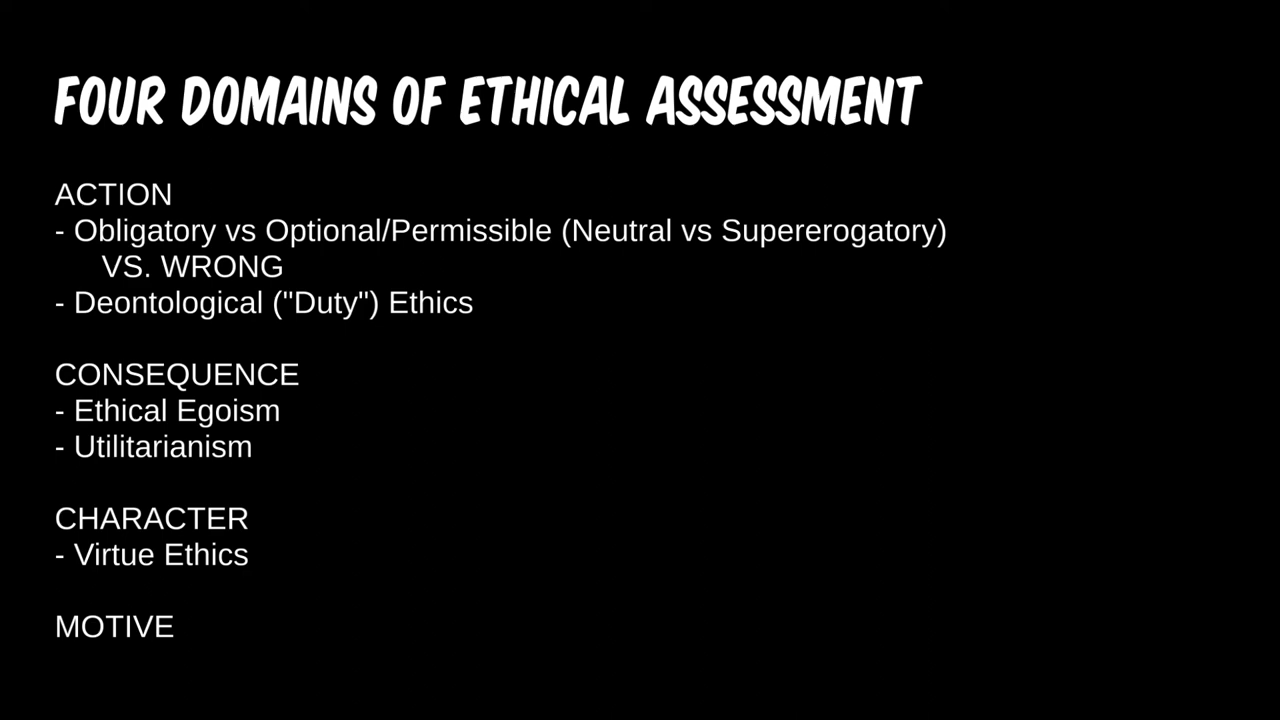 FOUR DOMAINS OF ETHICAL ASSESSMENT
ACTION
- Obligatory vs Optional/Permissible (Neutral vs Supererogatory)
VS. WRONG
- Deontological ("Duty") Ethics
CONSEQUENCE
- Ethical Egoism
- Utilitarianism
CHARACTER
- Virtue Ethics
MOTIVE